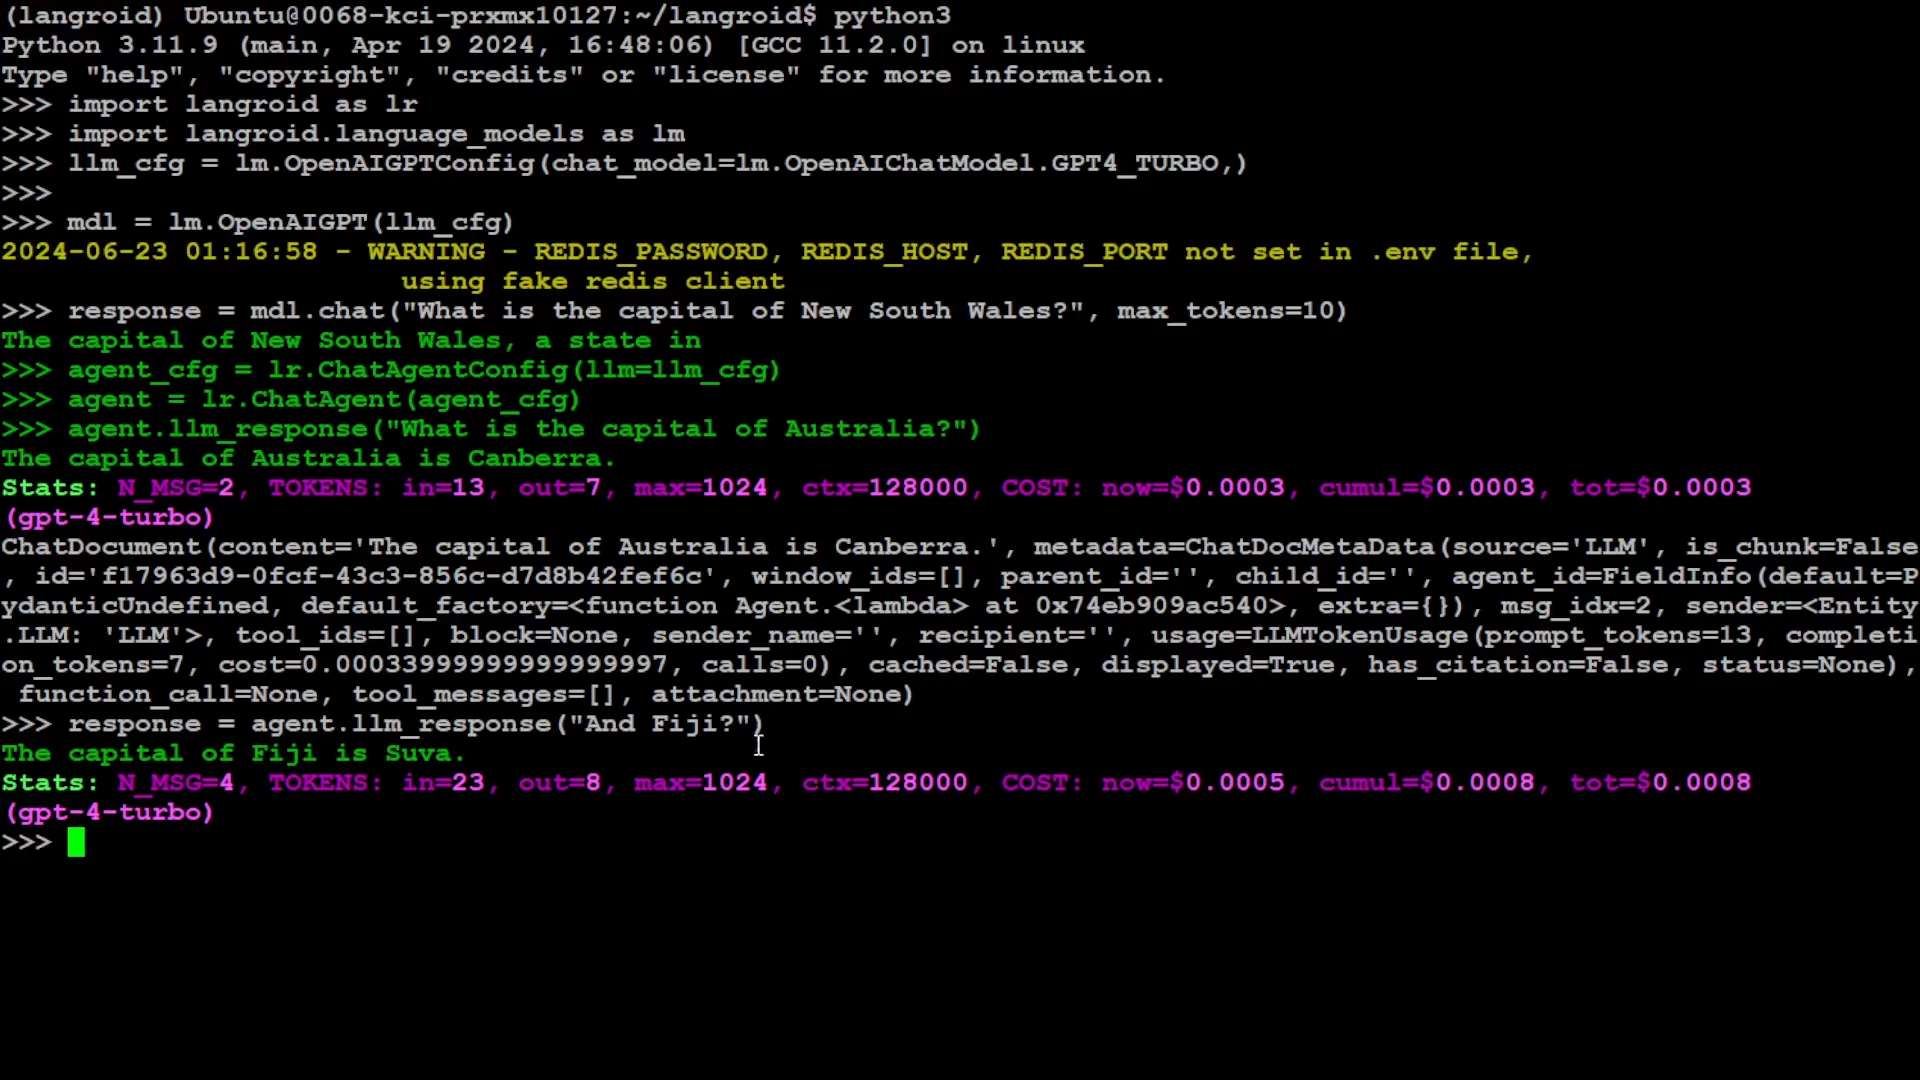 (langroid) Ubuntu@0068-kci-prxmx10127:~/langroid$ python3
Python 3.11.9 (main, Apr 19 2024, 16:48:06) [GCC 11.2.0] on linux
Type "help", "copyright", "credits" or "license" for more information.
>>> import langroid as lr
>>> import langroid.language_models as lm
>>> llm_cfg = lm.OpenAIGPTConfig(chat_model=lm.OpenAIChatModel.GPT4_TURBO,)
>>>
>>> mdl = lm.OpenAIGPT(llm_cfg)
2024-06-23 01:16:58 - WARNING - REDIS_PASSWORD, REDIS_HOST, REDIS_PORT not set in .env file,
using fake redis client
>>> response = mdl.chat("What is the capital of New South Wales?", max_tokens=10)
The capital of New South Wales, a state in
>>> agent_cfg = lr.ChatAgentConfig(llm=llm_cfg)
>>> agent = lr.ChatAgent(agent_cfg)
>>> agent.llm_response("What is the capital of Australia?")
The capital of Australia is Canberra.
Stats: N_MSG=2, TOKENS: in=13, out=7, max=1024, ctx=128000, COST: now=$0.0003, cumul=$0.0003, tot=$0.0003
(gpt-4-turbo)
ChatDocument(content='The capital of Australia is Canberra.', metadata=ChatDocMetaData(source='LLM', is_chunk=False
, id='f17963d9-0fcf-43c3-856c-d7d8b42fef6c', window_ids=[], parent_id='', child_id='', agent_id=FieldInfo(default=P
ydanticUndefined, default_factory=<function Agent.<lambda> at 0x74eb909ac540>, extra={}), msg_idx=2, sender=<Entity
.LLM: 'LLM'>, tool_ids=[], block=None, sender_name='', recipient='', usage=LLMTokenUsage(prompt_tokens=13, completi
on_tokens=7, cost=0.00033999999999999997, calls=0), cached=False, displayed=True, has_citation=False, status=None),
function_call=None, tool_messages=[], attachment=None)
>>> response = agent.llm_response("And Fiji?")
The capital of Fiji is Suva.
Stats: N_MSG=4, TOKENS: in=23, out=8, max=1024, ctx=128000, COST: now=$0.0005, cumul=$0.0008, tot=$0.0008
(gpt-4-turbo)
>>>